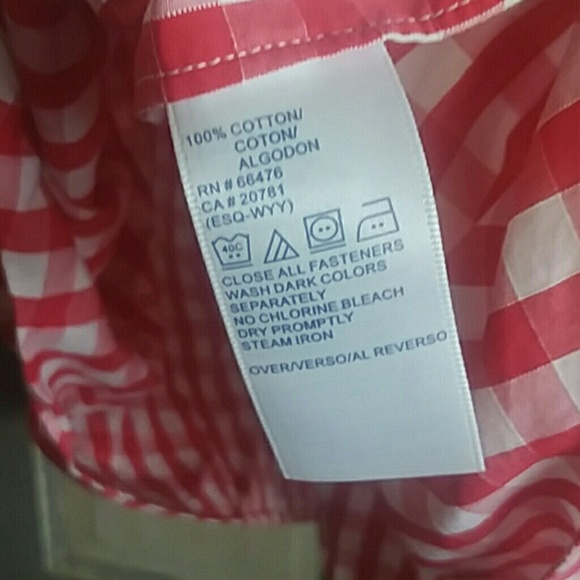 100% COTTON/
COTON/
ALGODON
RN # 66476
CA # 20781
(ESQ-WYY)
40C
CLOSE ALL FASTENERS
WASH DARK COLORS
SEPARATELY
NO CHLORINE BLEACH
DRY PROMPTLY
STEAM IRON
OVER/VERSO/AL REVERSO